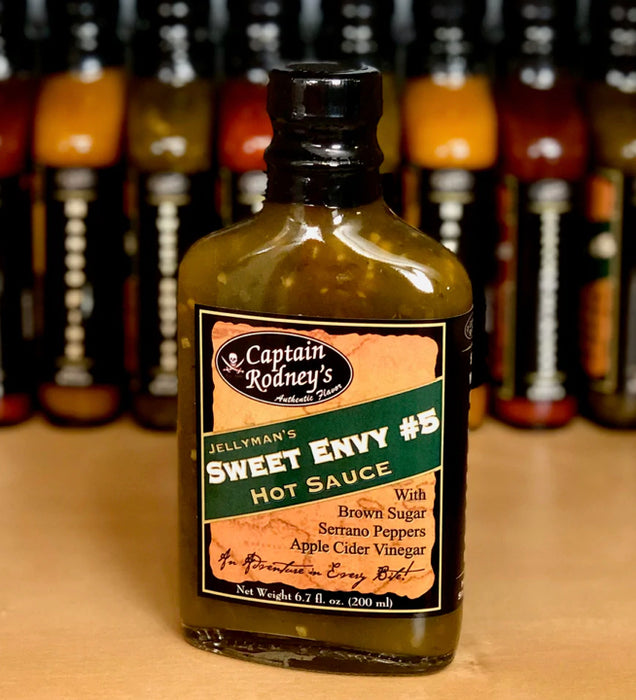 Captain
Rodney's
Authentic Flavor
JELLYMAN'S
SWEET ENVY #5
HOT SAUCE
With
Brown Sugar
Serrano Peppers
Apple Cider Vinegar
An Adventure in Every Bite!
Net Weight 6.7 fl. oz. (200 ml)